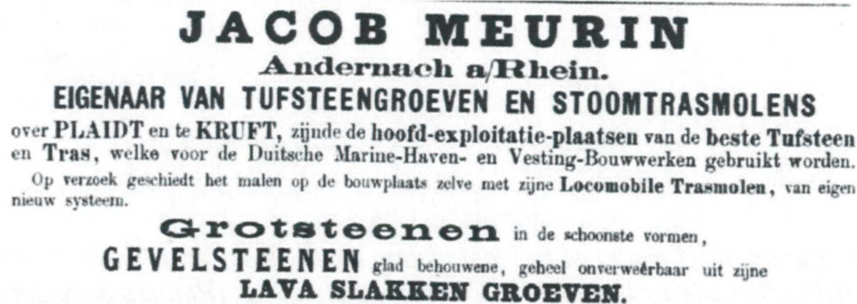 JACOB MEURIN
Andernach a/Rhein.
EIGENAAR VAN TUFSTEENGROEVEN EN STOOMTRASMOLENS
over PLAIDT en te KRUFT, zijnde de hoofd-exploitatie-plaatsen van de beste Tufsteen
en Tras, welke voor de Duitsche Marine-Haven- en Vesting-Bouwwerken gebruikt worden.
Op verzoek geschiedt het malen op de bouwplaats zelve met zijne Locomobile Trasmolen, van eigen
nieuw systeem.
Grotsteenen in de schoonste vormen,
GEVELSTEENEN glad behouwene, geheel onverweêrbaar uit zijne
LAVA SLAKKEN GROEVEN.